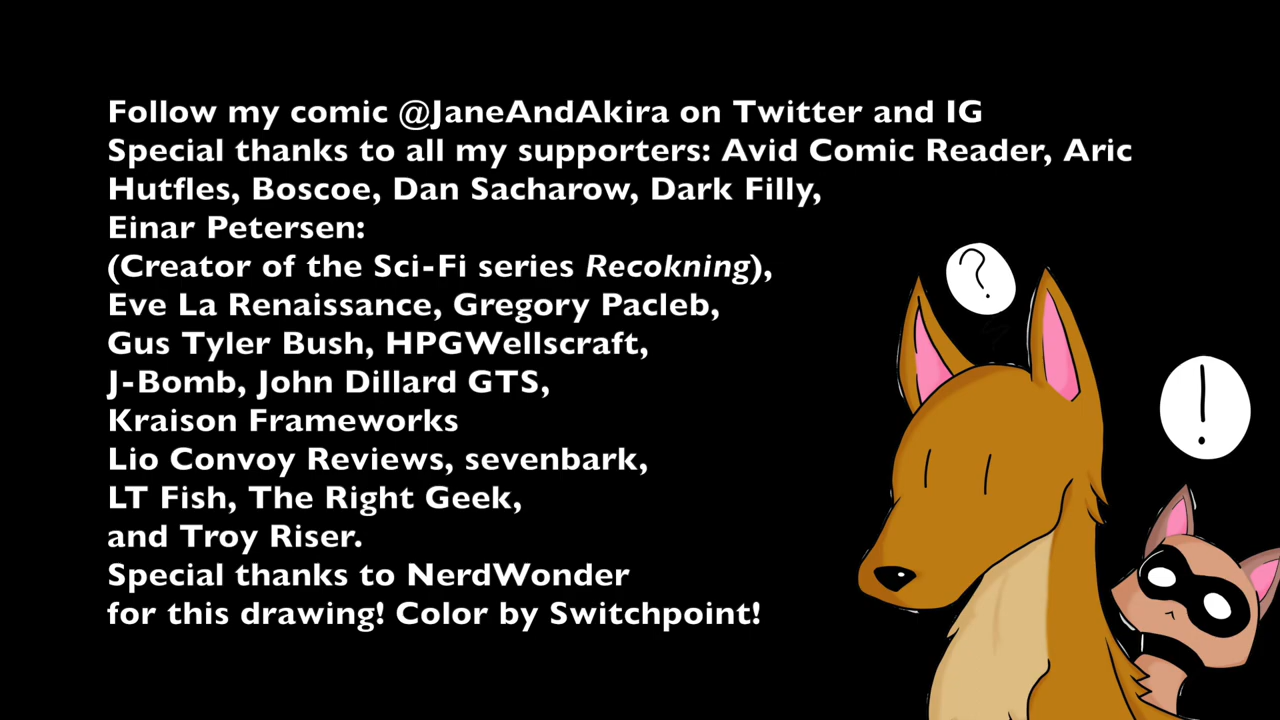 Follow my comic @JaneAndAkira on Twitter and IG
Special thanks to all my supporters: Avid Comic Reader, Aric
Hutfles, Boscoe, Dan Sacharow, Dark Filly,
Einar Petersen:
(Creator of the Sci-Fi series Recokning),
Eve La Renaissance, Gregory Pacleb,
Gus Tyler Bush, HPGWellscraft,
J-Bomb, John Dillard GTS,
Kraison Frameworks
Lio Convoy Reviews, sevenbark,
LT Fish, The Right Geek,
and Troy Riser.
Special thanks to NerdWonder
for this drawing! Color by Switchpoint!
?
!